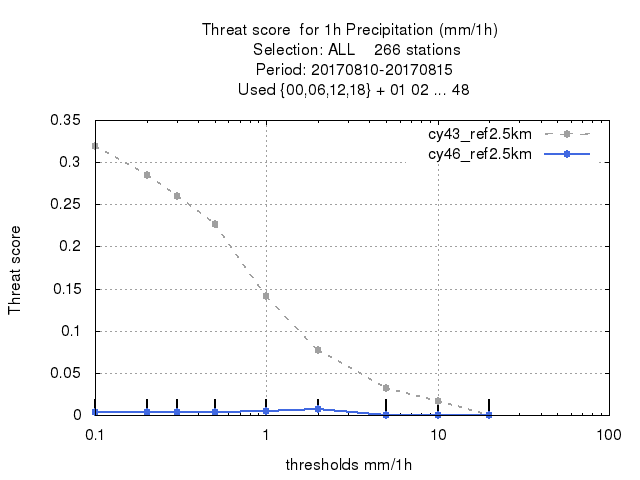 Threat score  for 1h Precipitation (mm/1h)
Selection: ALL    266 stations
Period: 20170810-20170815
Used {00,06,12,18} + 01 02 ... 48
0.35
cy43_ref2.5km
0.3
cy46_ref2.5km
0.25
0.2
0.15
0.1
0.05
0
Threat score
0.1
1
10
100
thresholds mm/1h